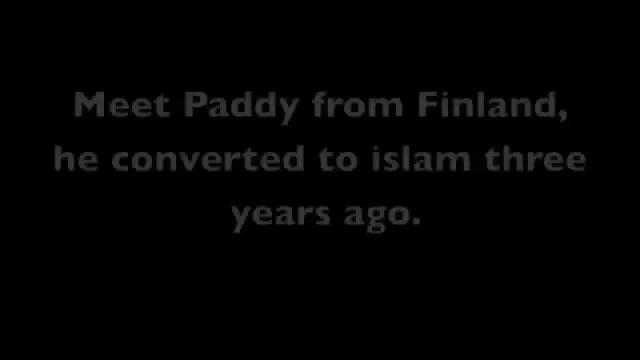 Meet Paddy from Finland,
he converted to islam three
years ago.